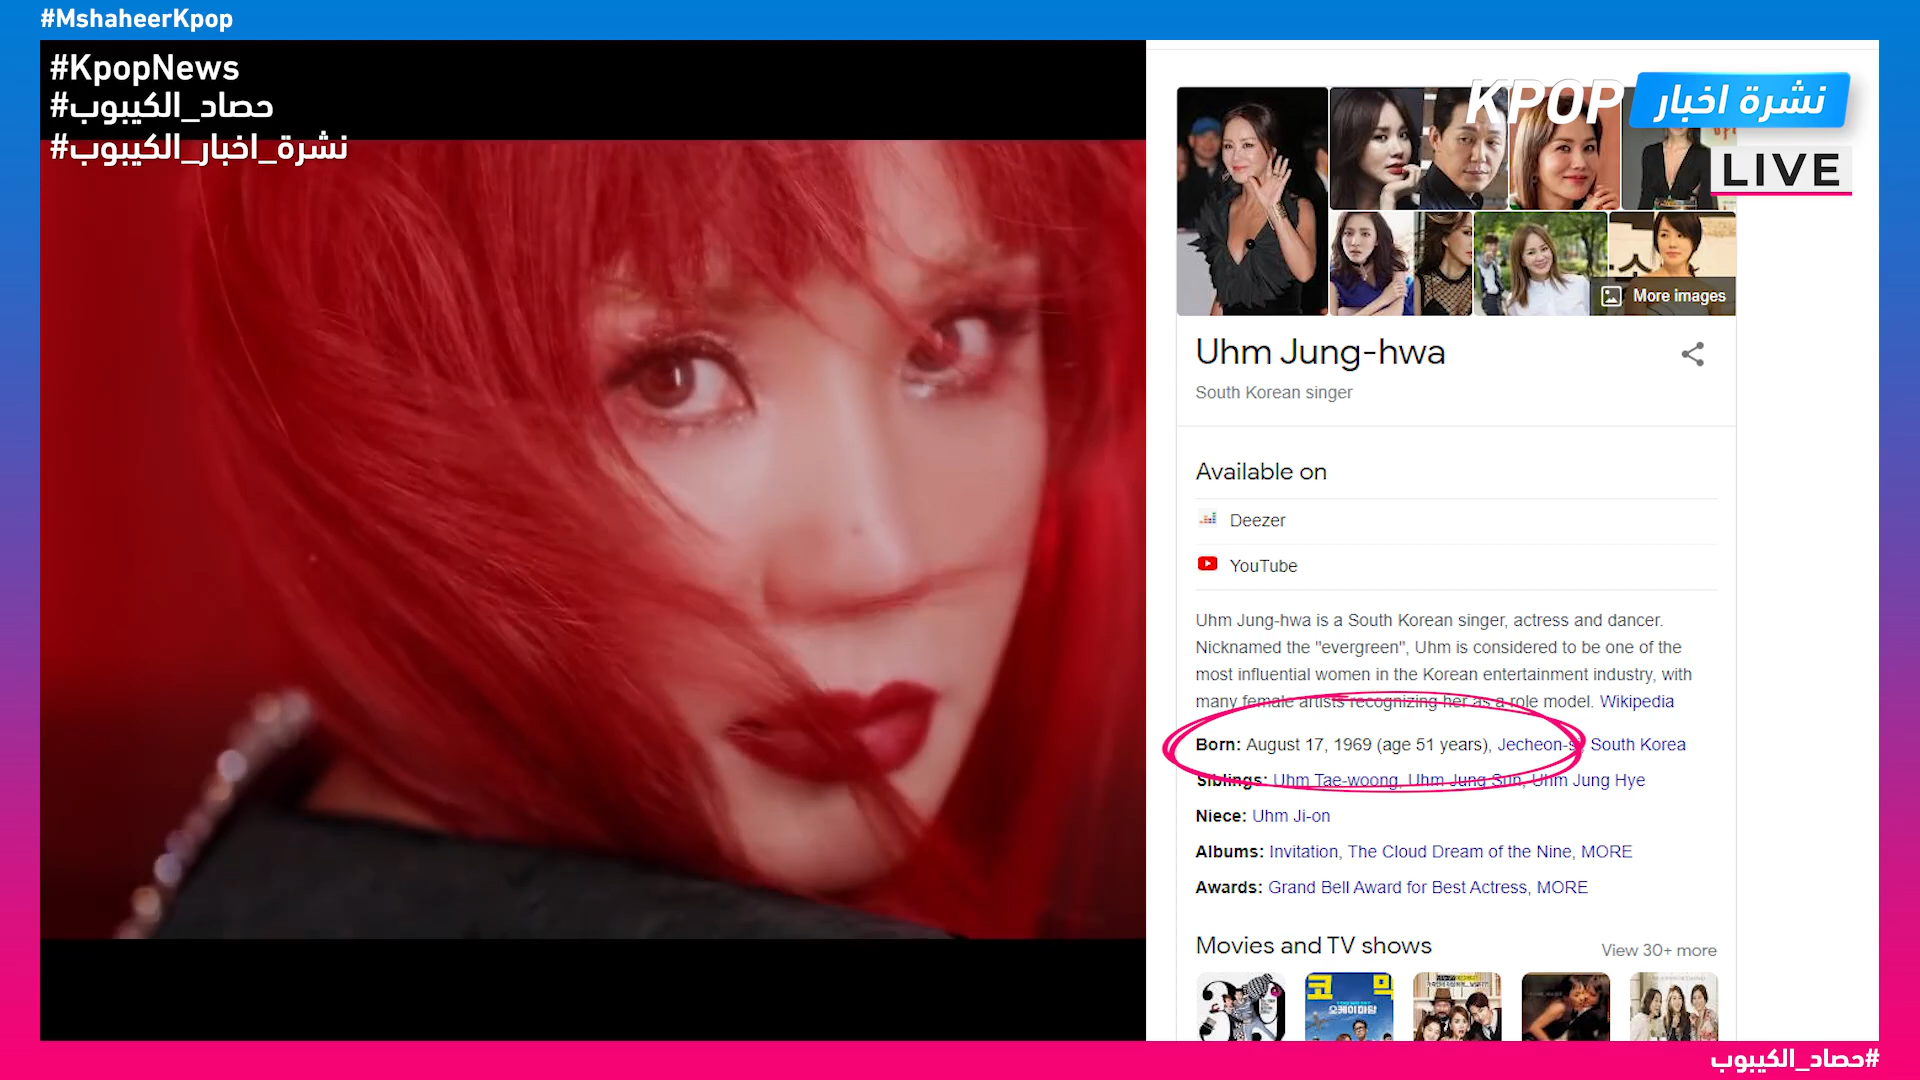 #MshaheerKpop
#KpopNews
#حصاد_الكيبوب
#نشرة_اخبار_الكيبوب
KPOP نشرة اخبار
LIVE
More images
Uhm Jung-hwa
South Korean singer
Available on
Deezer
YouTube
Uhm Jung-hwa is a South Korean singer, actress and dancer.
Nicknamed the "evergreen", Uhm is considered to be one of the
most influential women in the Korean entertainment industry, with
many female artists recognizing her as a role model. Wikipedia
Born: August 17, 1969 (age 51 years), Jecheon-si, South Korea
Siblings: Uhm Tae-woong, Uhm Jung Sun, Uhm Jung Hye
Niece: Uhm Ji-on
Albums: Invitation, The Cloud Dream of the Nine, MORE
Awards: Grand Bell Award for Best Actress, MORE
Movies and TV shows
View 30+ more
오케이마담
#حصاد_الكيبوب